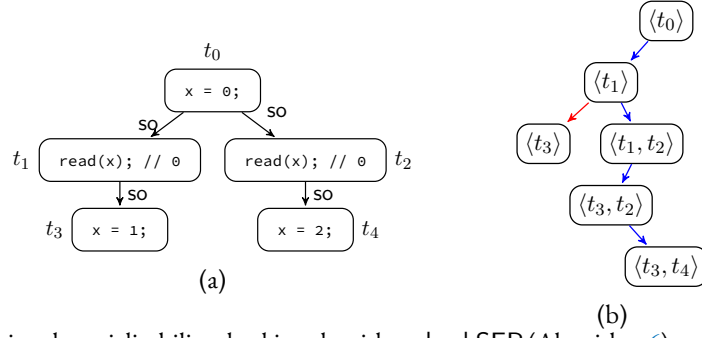 t₀
x = 0;
so so
t₁ read(x); // 0 read(x); // 0 t₂
so so
t₃ x = 1; x = 2; t₄
(a)
⟨t₀⟩
⟨t₁⟩
⟨t₃⟩ ⟨t₁, t₂⟩
⟨t₃, t₂⟩
⟨t₃, t₄⟩
(b)